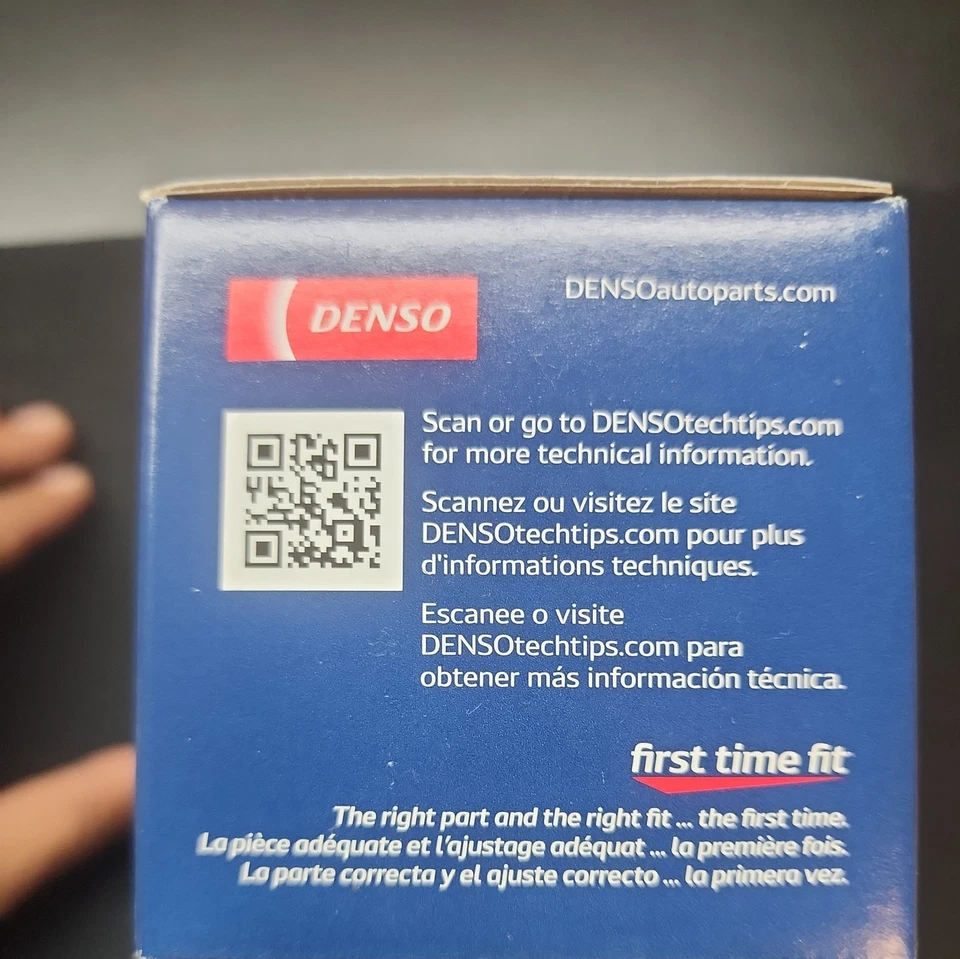 DENSO
DENSOautoparts.com
Scan or go to DENSOtechtips.com
for more technical information.
Scannez ou visitez le site
DENSOtechtips.com pour plus
d'informations techniques.
Escanee o visite
DENSOtechtips.com para
obtener más información técnica.
first time fit
The right part and the right fit ... the first time.
La pièce adéquate et l'ajustage adéquat ... la première fois.
La parte correcta y el ajuste correcto ... la primera vez.